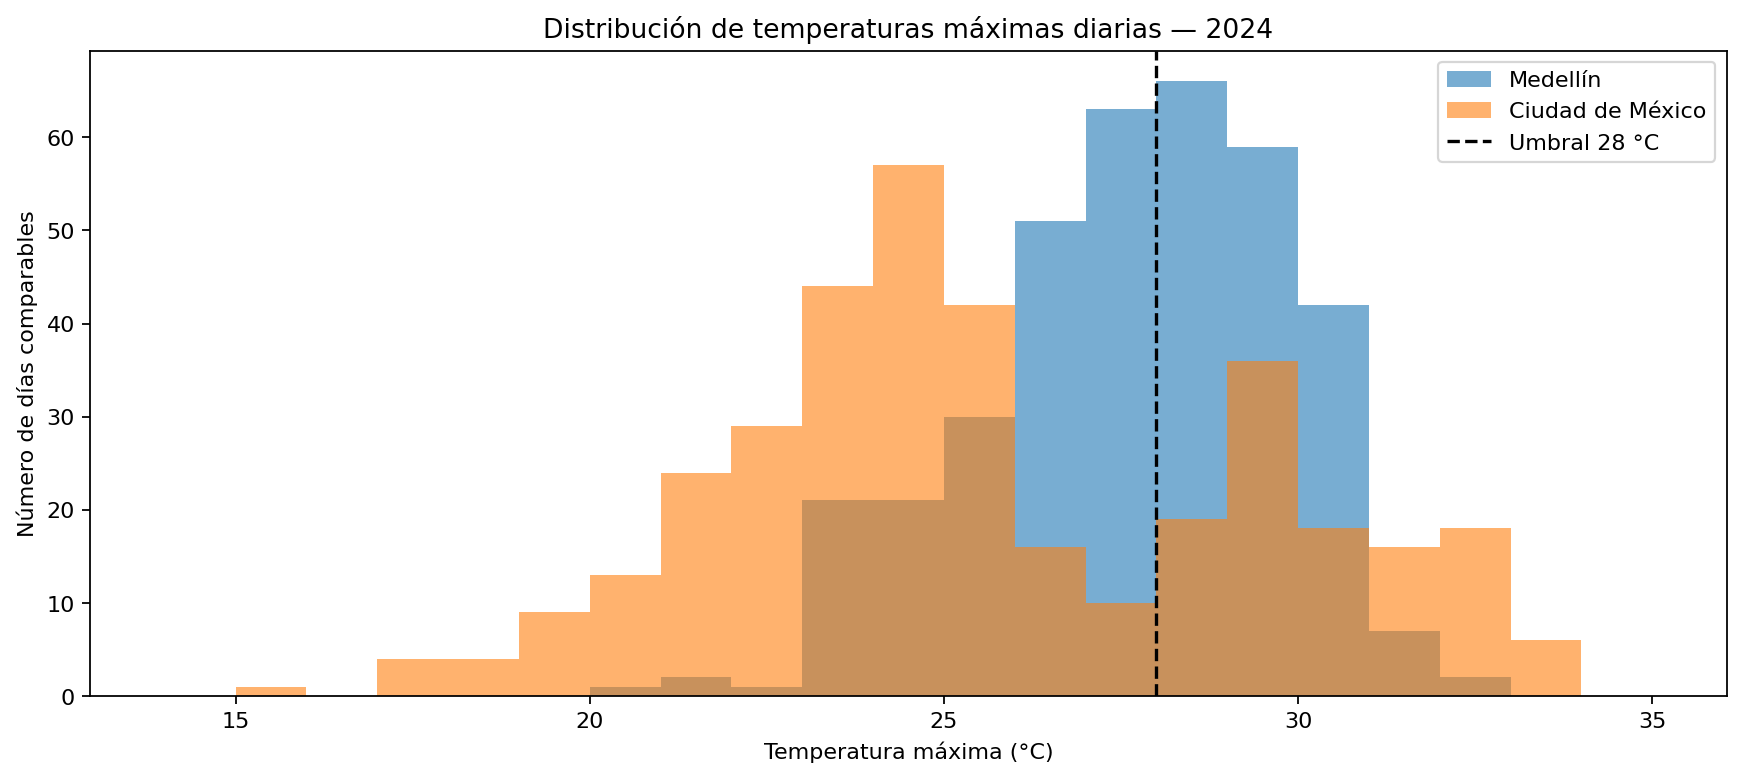 Distribución de temperaturas máximas diarias — 2024
Medellín
Ciudad de México
Umbral 28 °C
Número de días comparables
60
50
40
30
20
10
0
15 20 25 30 35
Temperatura máxima (°C)